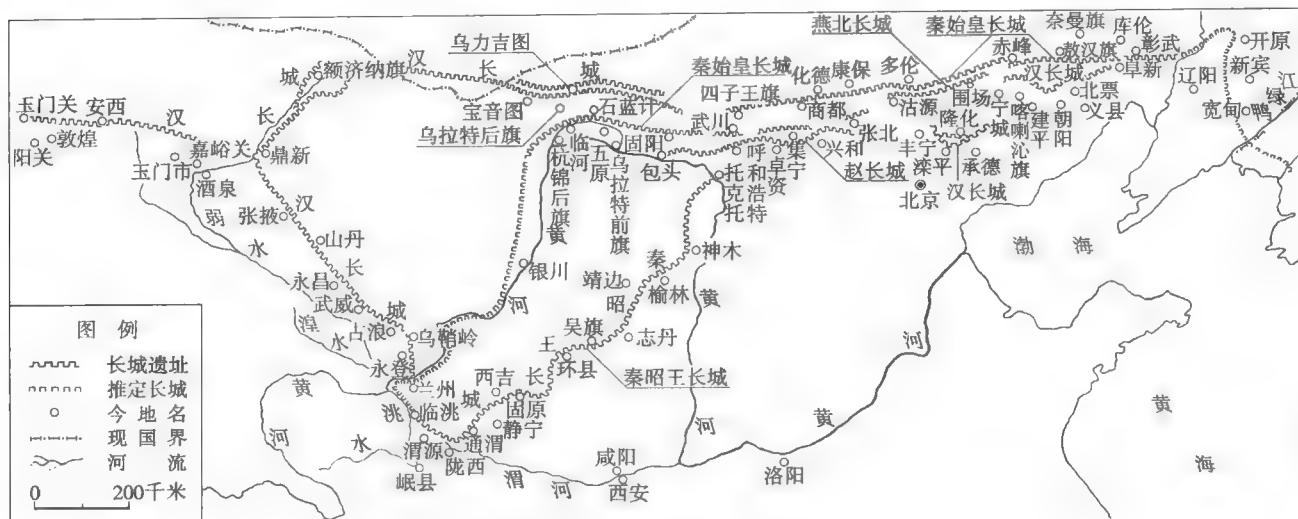 乌力吉图
燕北长城
秦始皇长城
奈曼旗
库伦
开原
新宾
额济纳旗
汉长城
秦始皇长城
四子王旗
化德
康保
多伦
赤峰
敖汉旗
彰武
阜新
辽阳
宽甸
鸭绿江
玉门关
安西
汉长城
敦煌
阳关
玉门市
嘉峪关
鼎新
酒泉
宝音图
乌拉特后旗
石蓝计
武川
商都
沽源
围场
汉长城
北票
义县
临河
五原
固阳
包头
乌拉特前旗
杭锦后旗
呼和浩特
托克托
卓资
集宁
兴和
张北
赵长城
丰宁
隆化
滦平
承德
宁城
喀喇沁旗
建平
朝阳
汉长城
北京
弱水
张掖
汉长城
山丹
永昌
武威
古浪
乌鞘岭
湟水
永登
兰州
黄河
银川
神木
靖边
榆林
秦昭王长城
吴旗
志丹
环县
秦昭王长城
黄河
渤海
西吉
固原
静宁
通渭
临洮
洮水
渭源
陇西
岷县
黄河
渭河
咸阳
西安
洛阳
黄河
黄海
图例
长城遗址
推定长城
今地名
现国界
河流
0 200千米